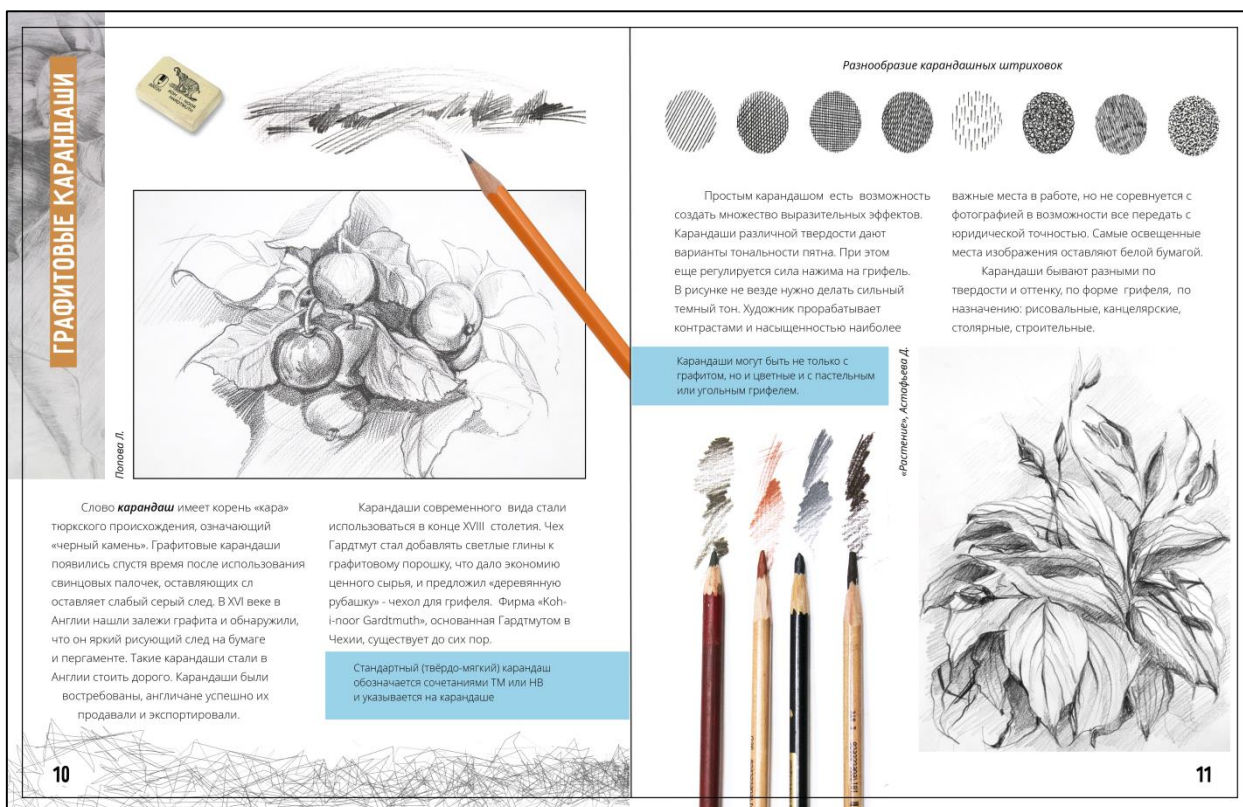 ГРАФИТОВЫЕ КАРАНДАШИ
Попова Л.
Слово карандаш имеет корень «кара»
тюркского происхождения, означающий
«черный камень». Графитовые карандаши
появились спустя время после использования
свинцовых палочек, оставляющих сл
оставляет слабый серый след. В XVI веке в
Англии нашли залежи графита и обнаружили,
что он яркий рисующий след на бумаге
и пергаменте. Такие карандаши стали в
Англии стоить дорого. Карандаши были
востребованы, англичане успешно их
продавали и экспортировали.
Карандаши современного вида стали
использоваться в конце XVIII столетия. Чех
Гардтмут стал добавлять светлые глины к
графитовому порошку, что дало экономию
ценного сырья, и предложил «деревянную
рубашку» - чехол для грифеля. Фирма «Koh-
i-noor Gardtmuth», основанная Гардтмутом в
Чехии, существует до сих пор.
Стандартный (твёрдо-мягкий) карандаш
обозначается сочетаниями ТМ или НВ
и указывается на карандаше
10
Разнообразие карандашных штриховок
Простым карандашом есть возможность
создать множество выразительных эффектов.
Карандаши различной твердости дают
варианты тональности пятна. При этом
еще регулируется сила нажима на грифель.
В рисунке не везде нужно делать сильный
темный тон. Художник прорабатывает
контрастами и насыщенностью наиболее
важные места в работе, но не соревнуется с
фотографией в возможности все передать с
юридической точностью. Самые освещенные
места изображения оставляют белой бумагой.
Карандаши бывают разными по
твердости и оттенку, по форме грифеля, по
назначению: рисовальные, канцелярские,
столярные, строительные.
Карандаши могут быть не только с
графитом, но и цветные и с пастельным
или угольным грифелем.
«Растение», Астафьева Д.
11